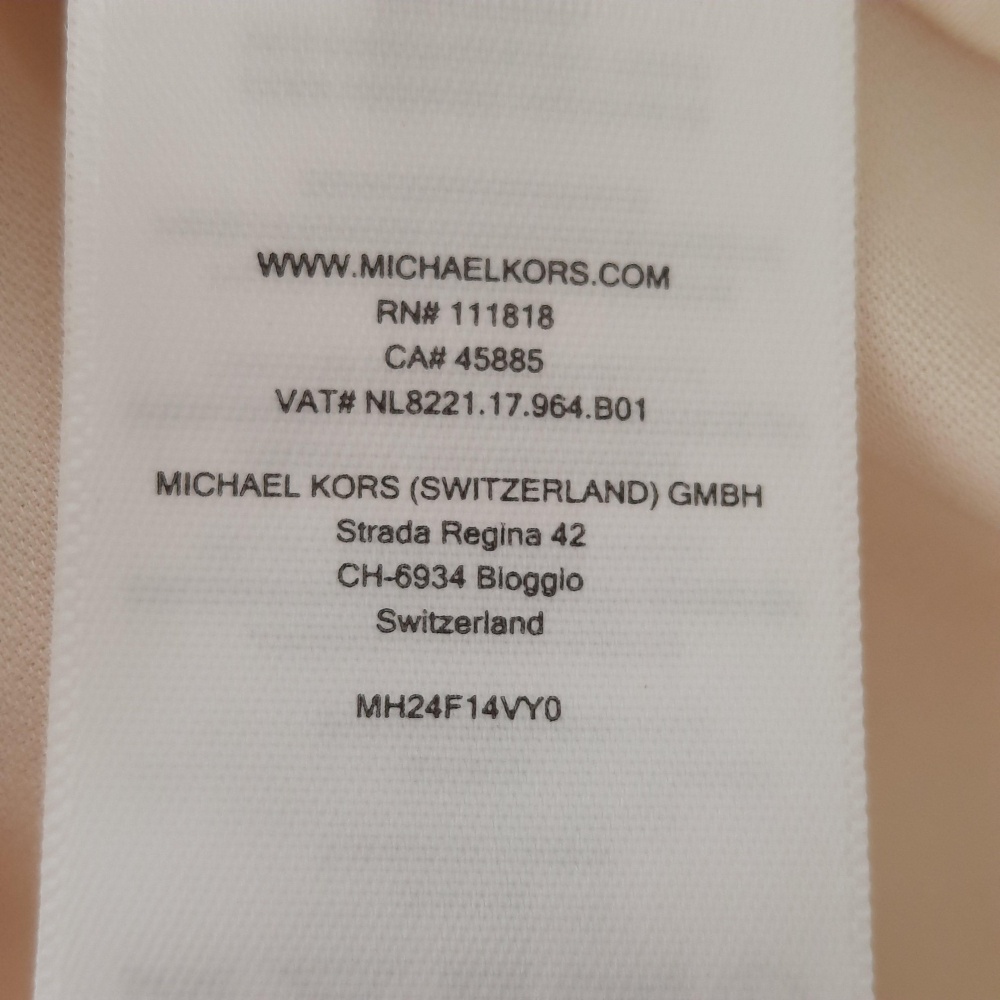 WWW.MICHAELKORS.COM
RN# 111818
CA# 45885
VAT# NL8221.17.964.B01
MICHAEL KORS (SWITZERLAND) GMBH
Strada Regina 42
CH-6934 Bioggio
Switzerland
MH24F14VY0